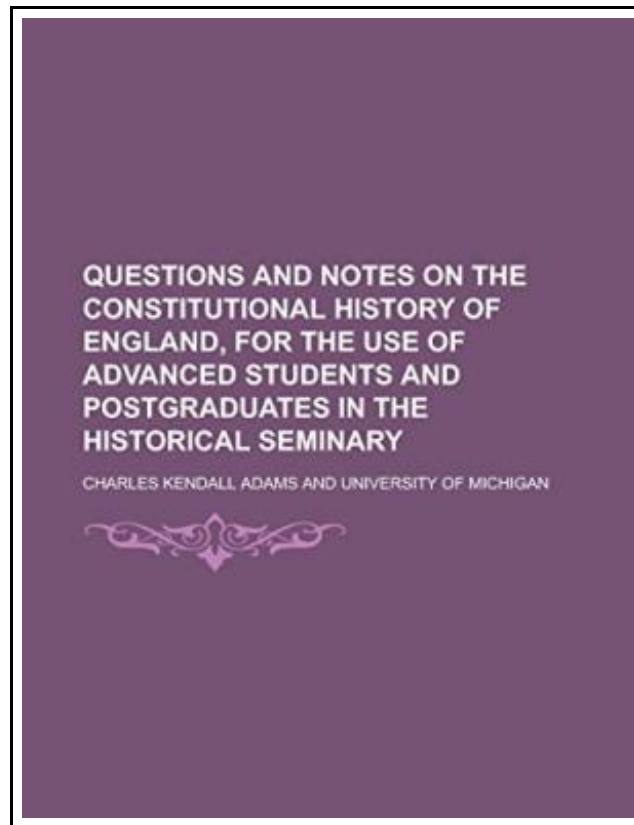 QUESTIONS AND NOTES ON THE
CONSTITUTIONAL HISTORY OF
ENGLAND, FOR THE USE OF
ADVANCED STUDENTS AND
POSTGRADUATES IN THE
HISTORICAL SEMINARY
CHARLES KENDALL ADAMS AND UNIVERSITY OF MICHIGAN